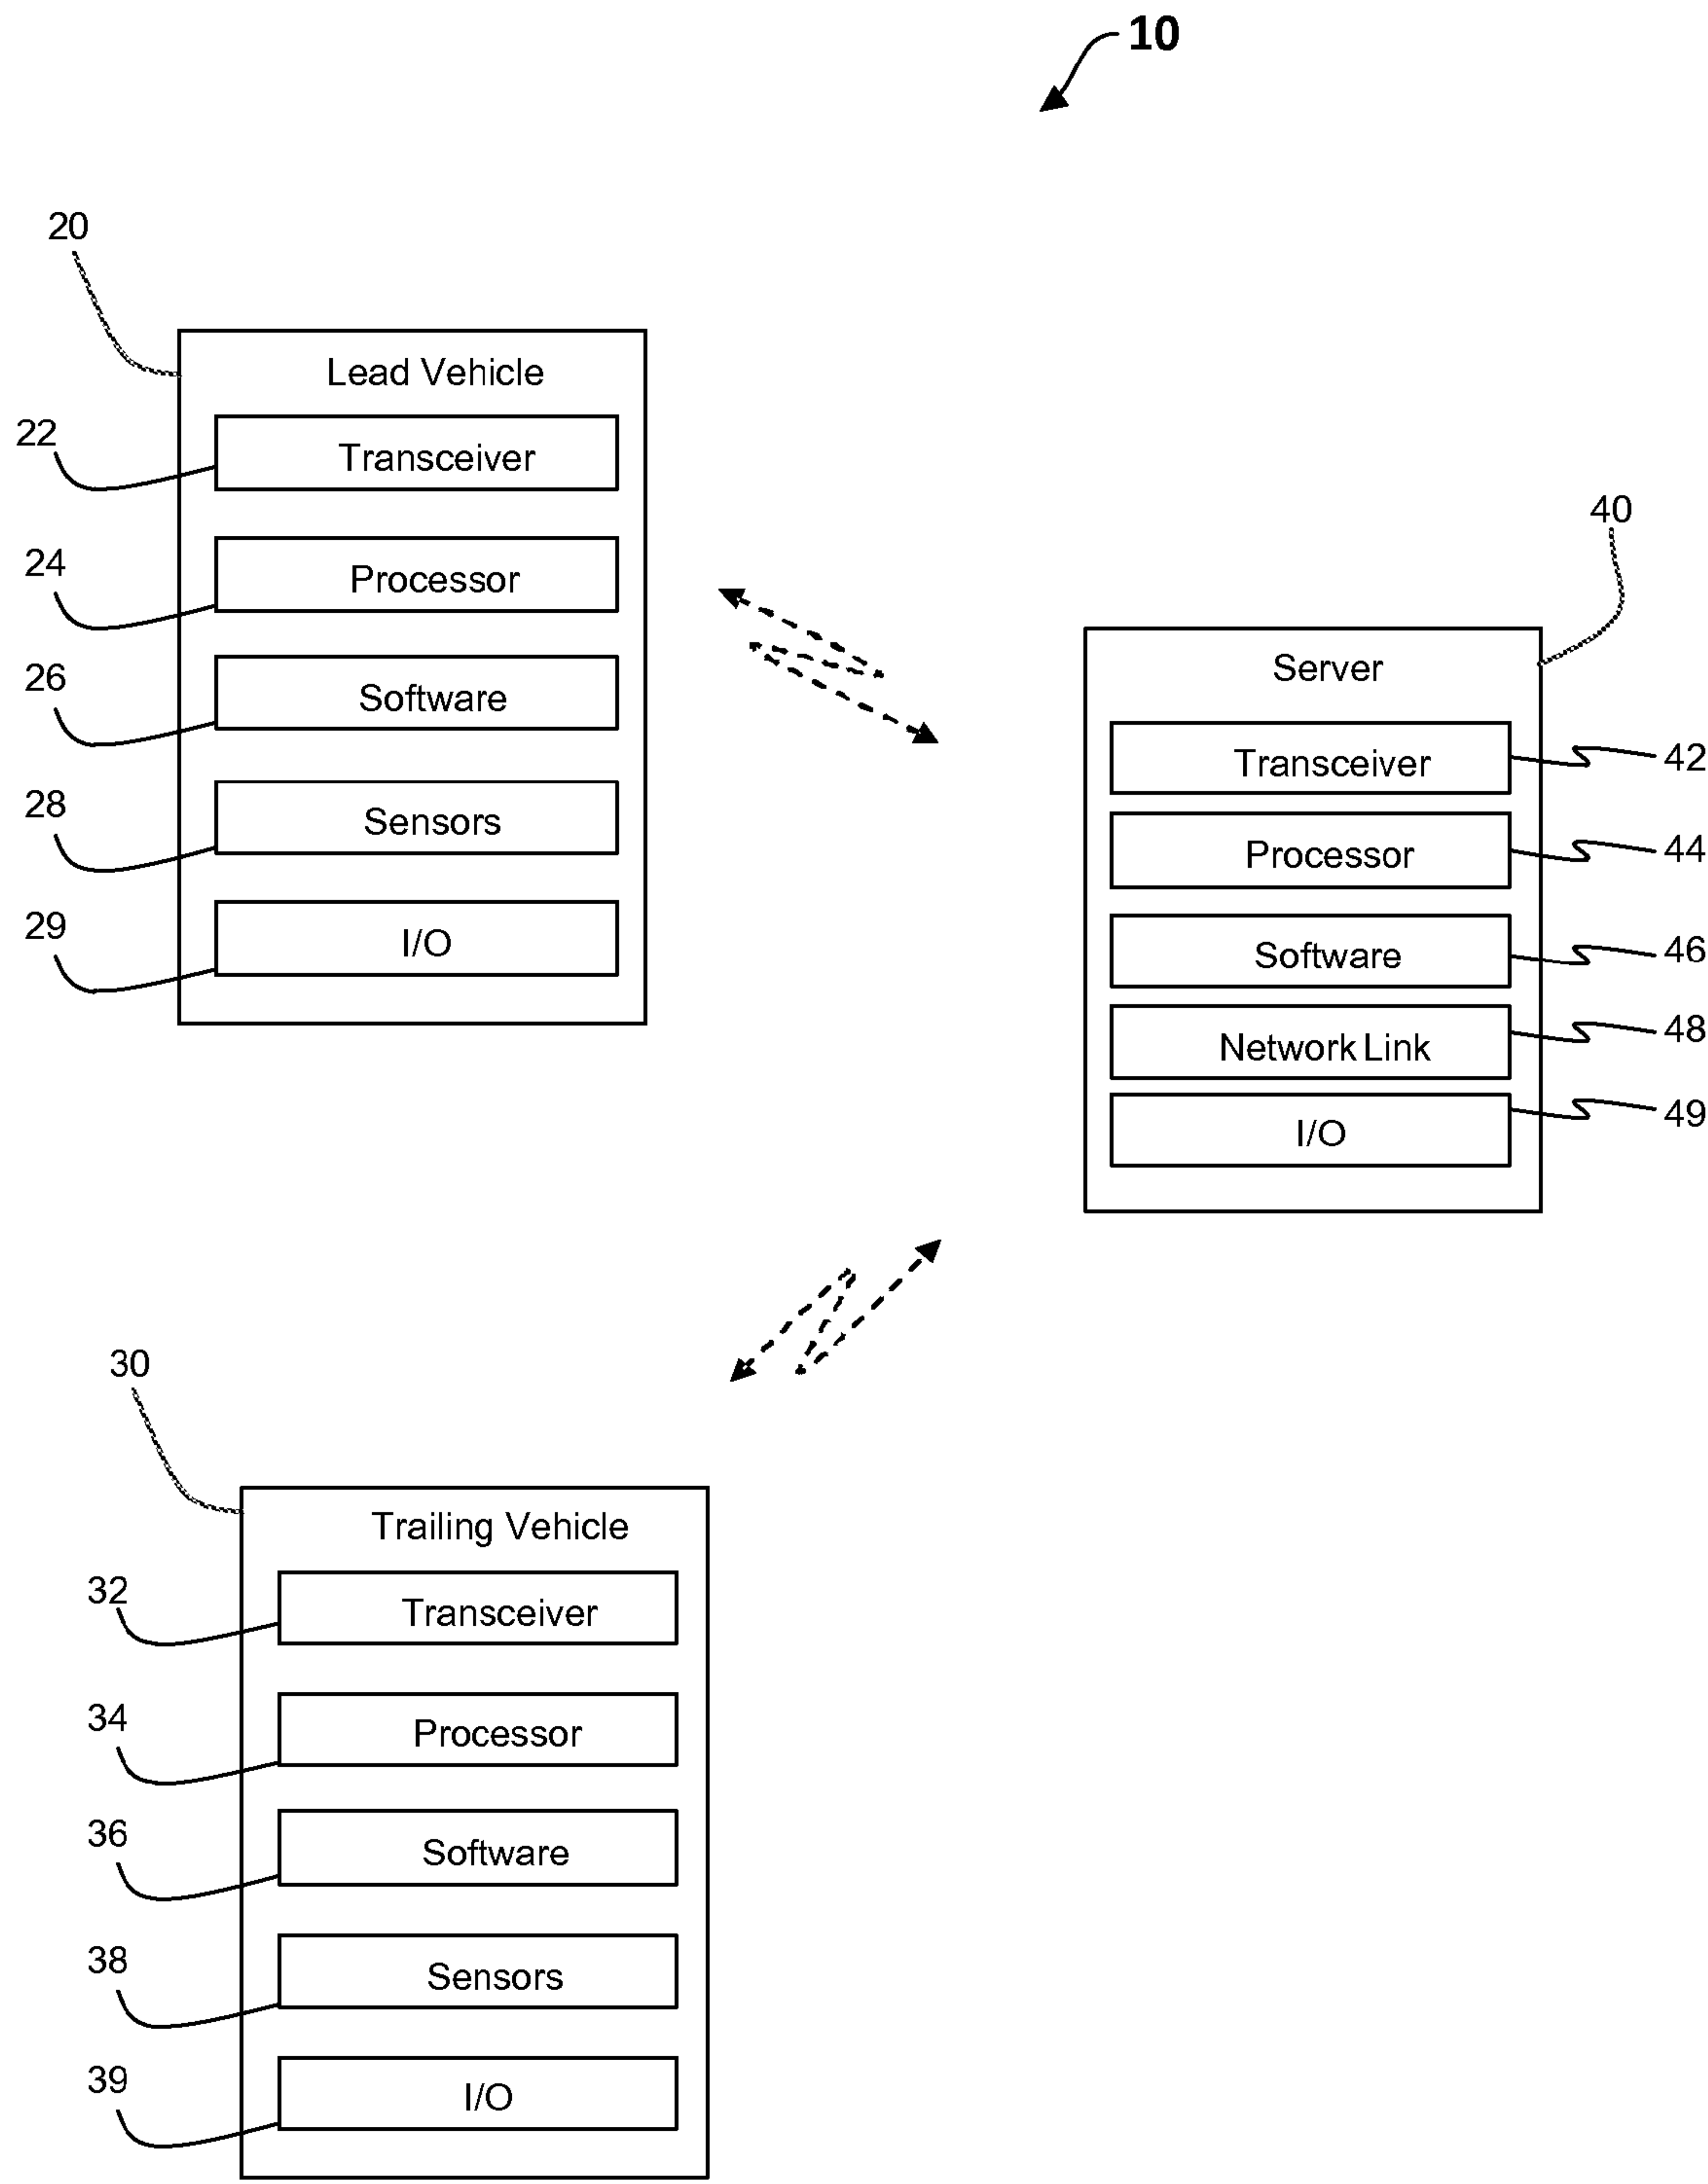 10
20
Lead Vehicle
22
Transceiver
24
Processor
26
Software
28
Sensors
29
I/O
40
Server
Transceiver
42
Processor
44
Software
46
Network Link
48
I/O
49
30
Trailing Vehicle
32
Transceiver
34
Processor
36
Software
38
Sensors
39
I/O